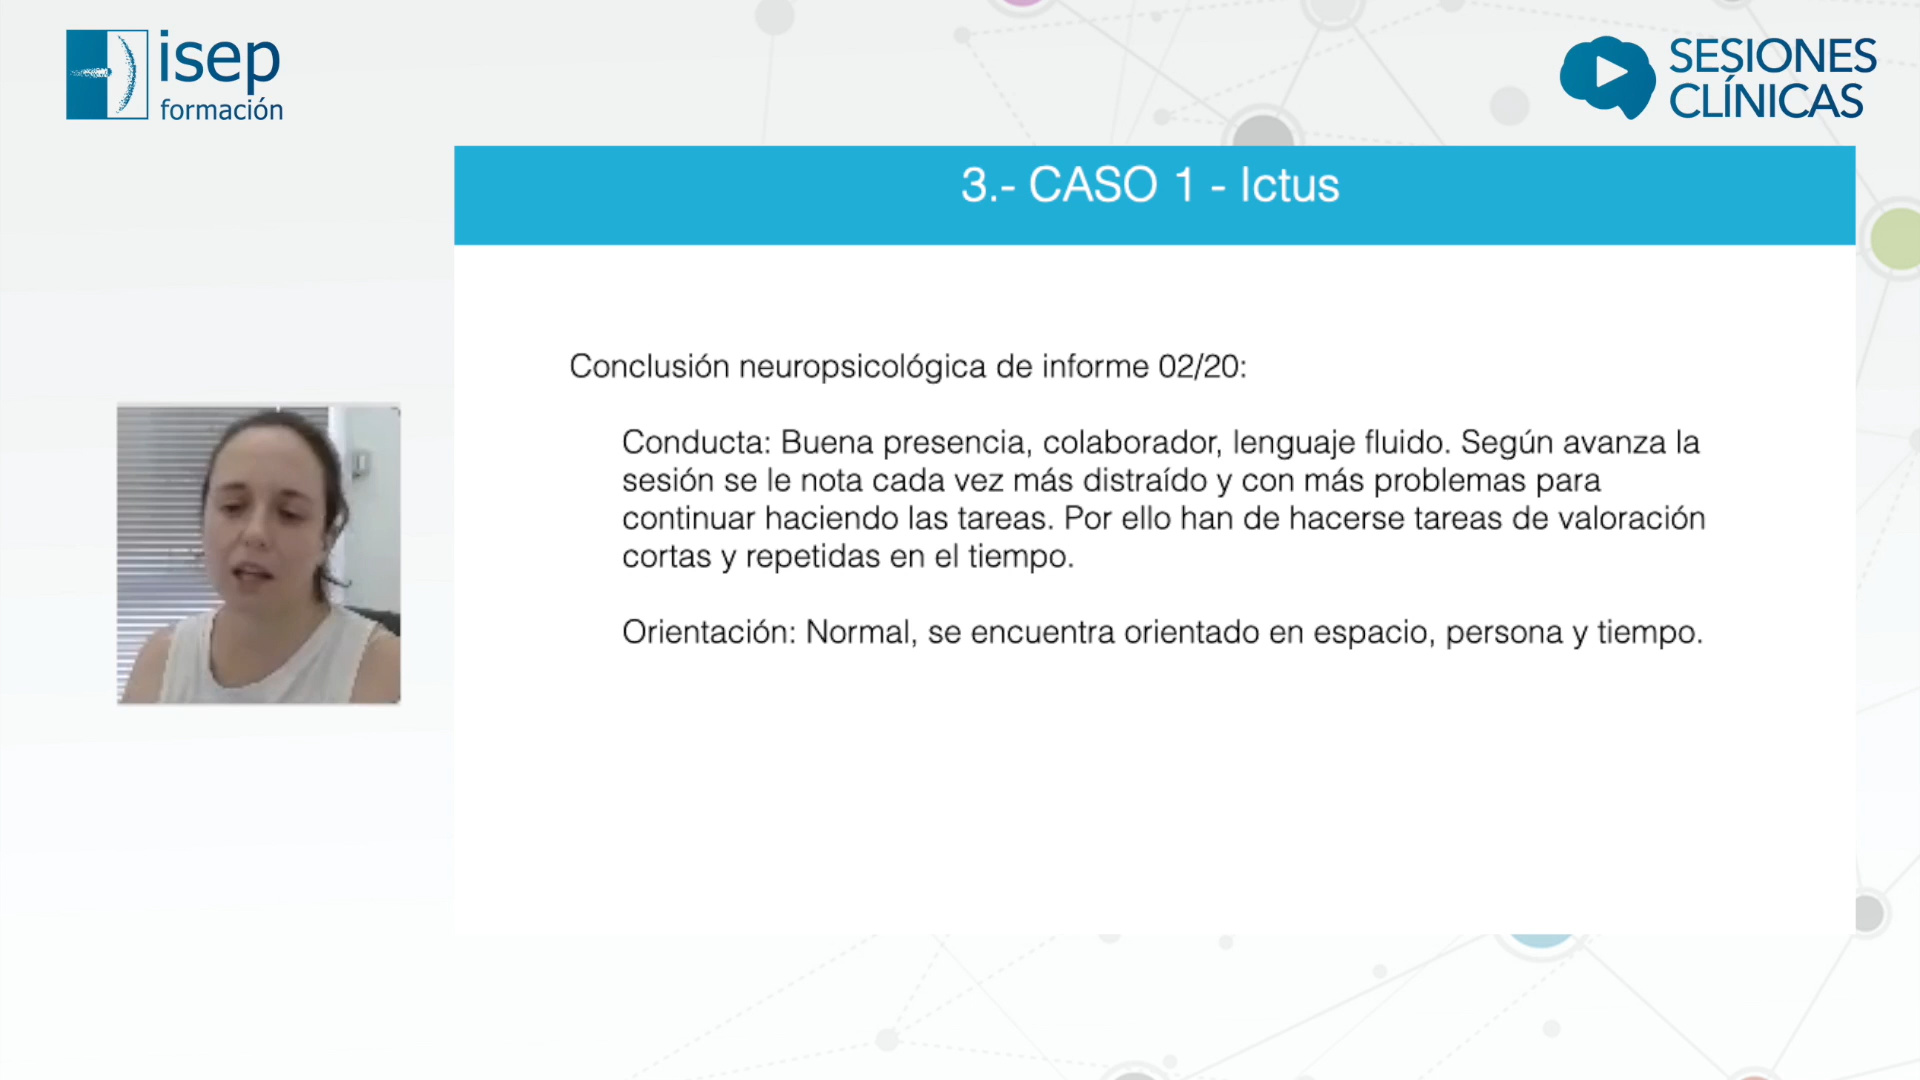 isep
formación
SESIONES
CLÍNICAS
3.- CASO 1 - Ictus
Conclusión neuropsicológica de informe 02/20:
Conducta: Buena presencia, colaborador, lenguaje fluido. Según avanza la
sesión se le nota cada vez más distraído y con más problemas para
continuar haciendo las tareas. Por ello han de hacerse tareas de valoración
cortas y repetidas en el tiempo.
Orientación: Normal, se encuentra orientado en espacio, persona y tiempo.